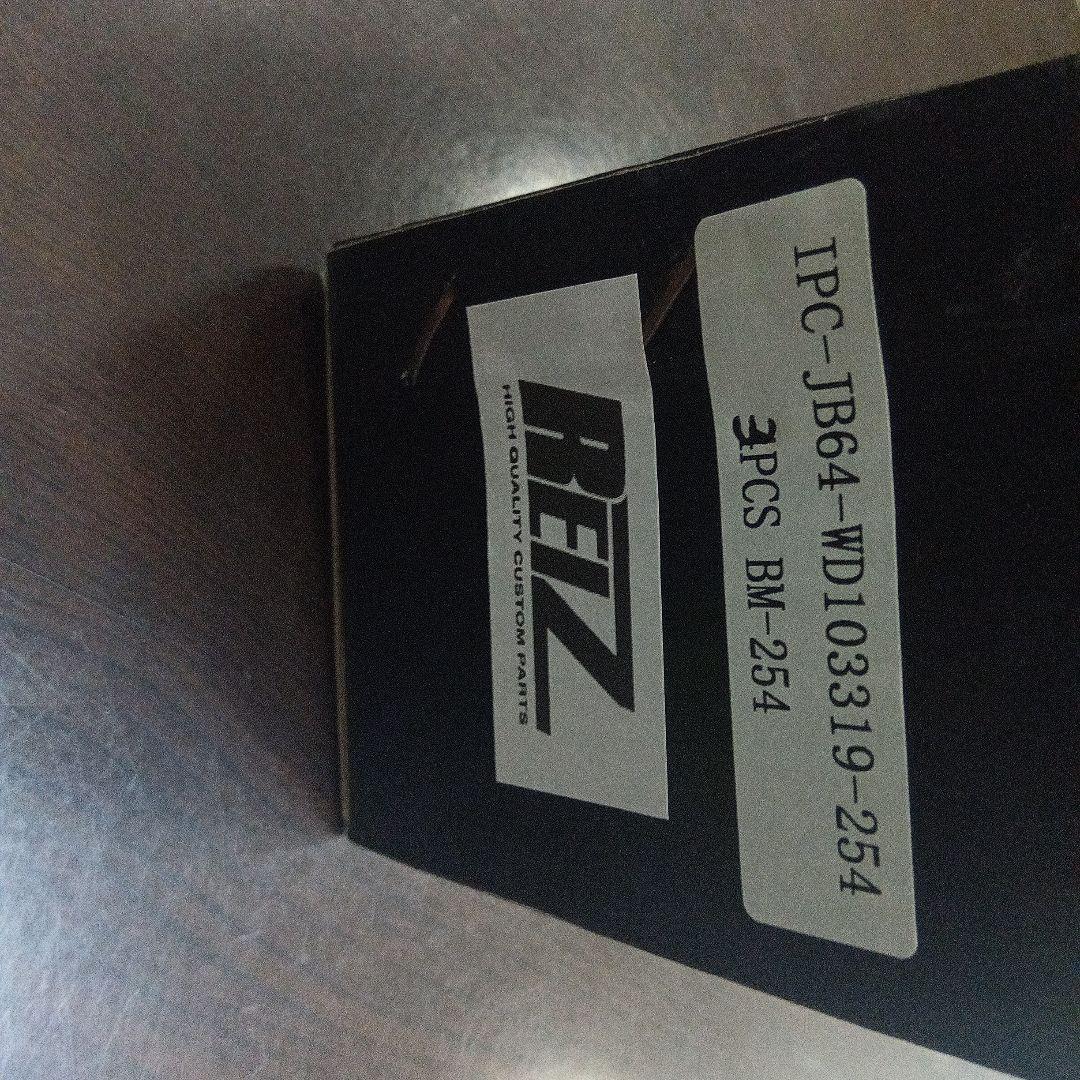 IPC-JB64-WD103319-254
3PCS BM-254
REIZ
HIGH QUALITY CUSTOM PARTS